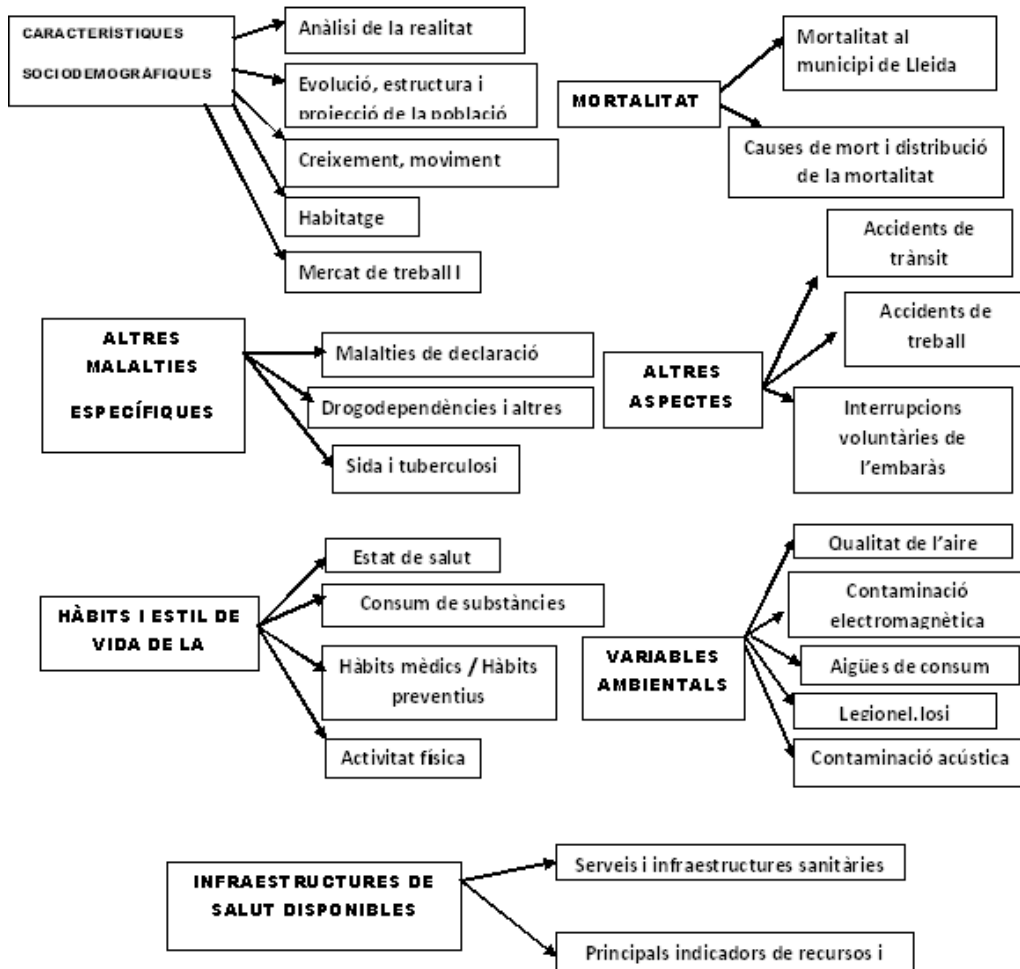 CARACTERÍSTIQUES
SOCIODEMOGRÀFIQUES
Anàlisi de la realitat
Evolució, estructura i
projecció de la població
Creixement, moviment
Habitatge
Mercat de treball I
MORTALITAT
Mortalitat al
municipi de Lleida
Causes de mort i distribució
de la mortalitat
ALTRES
MALALTIES
ESPECÍFIQUES
Malalties de declaració
Drogodependències i altres
Sida i tuberculosi
ALTRES
ASPECTES
Accidents de
trànsit
Accidents de
treball
Interrupcions
voluntàries de
l'embaràs
HÀBITS I ESTIL DE
VIDA DE LA
Estat de salut
Consum de substàncies
Hàbits mèdics / Hàbits
preventius
Activitat física
VARIABLES
AMBIENTALS
Qualitat de l'aire
Contaminació
electromagnètica
Aigües de consum
Legionel.losi
Contaminació acústica
INFRAESTRUCTURES DE
SALUT DISPONIBLES
Serveis i infraestructures sanitàries
Principals indicadors de recursos i